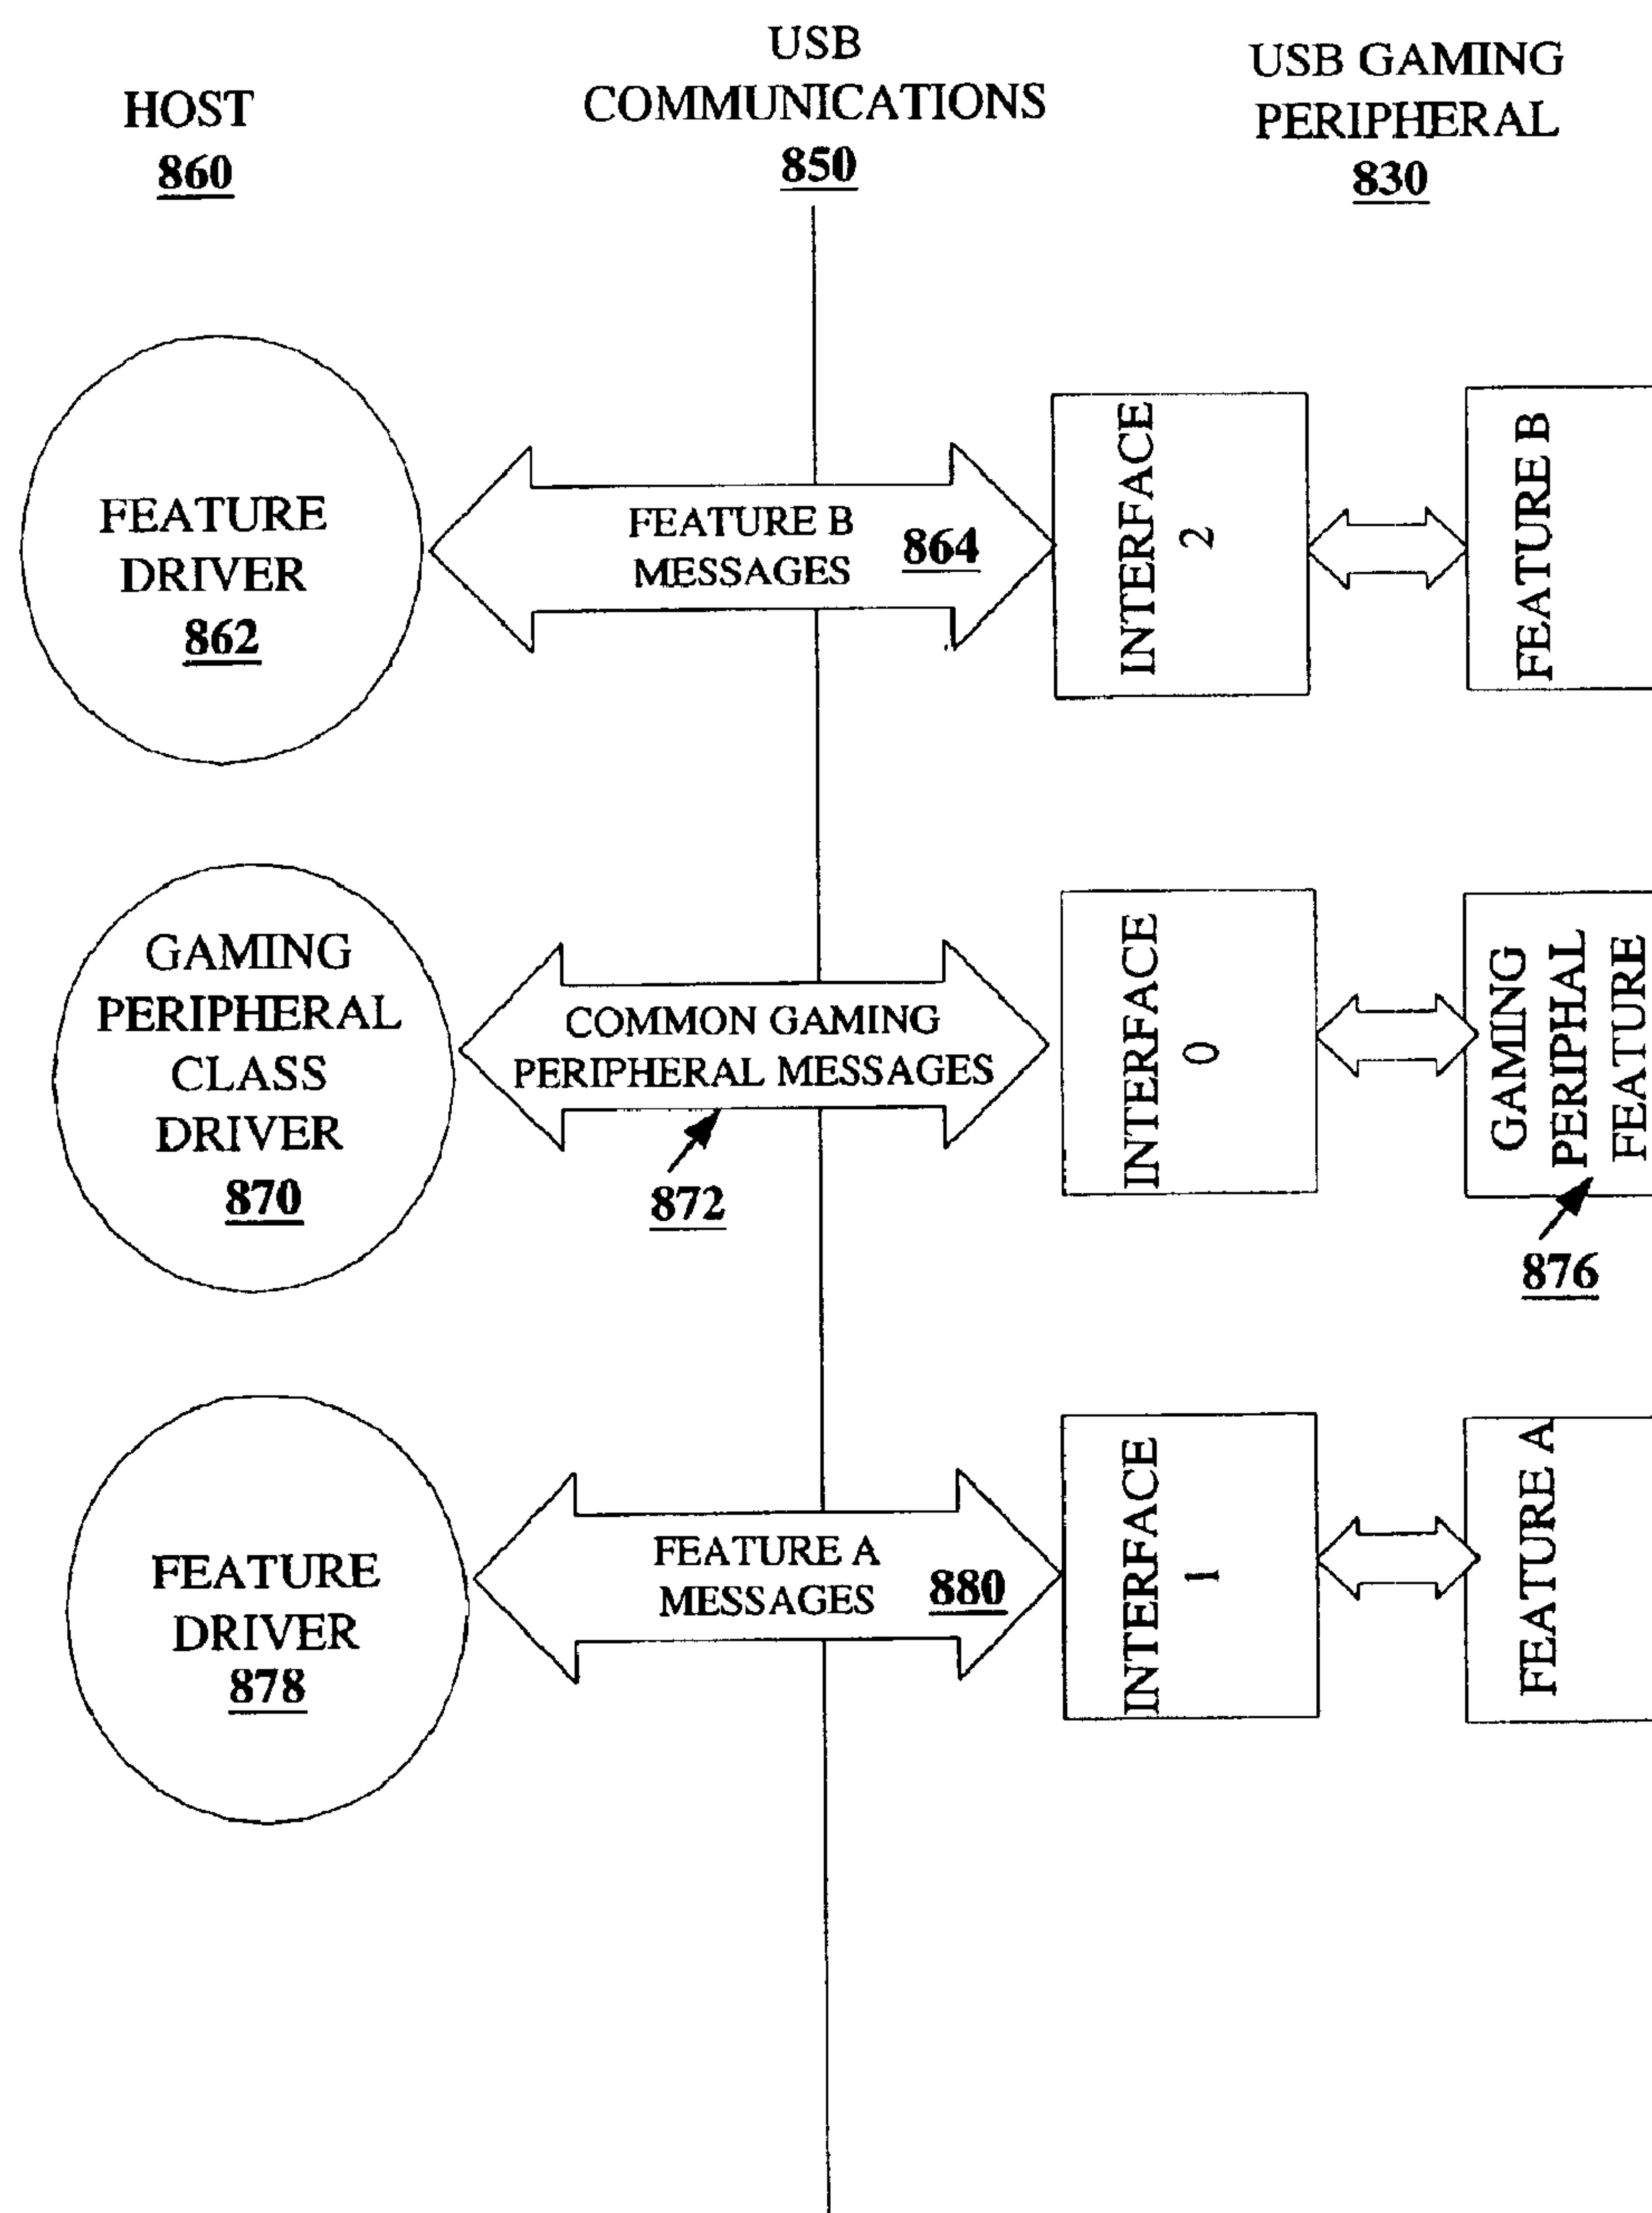 HOST
860
USB
COMMUNICATIONS
850
USB GAMING
PERIPHERAL
830
FEATURE
DRIVER
862
FEATURE B
MESSAGES
864
INTERFACE
2
FEATURE B
GAMING
PERIPHERAL
CLASS
DRIVER
870
COMMON GAMING
PERIPHERAL MESSAGES
872
INTERFACE
0
GAMING
PERIPHAL
FEATURE
876
FEATURE
DRIVER
878
FEATURE A
MESSAGES
880
INTERFACE
1
FEATURE A